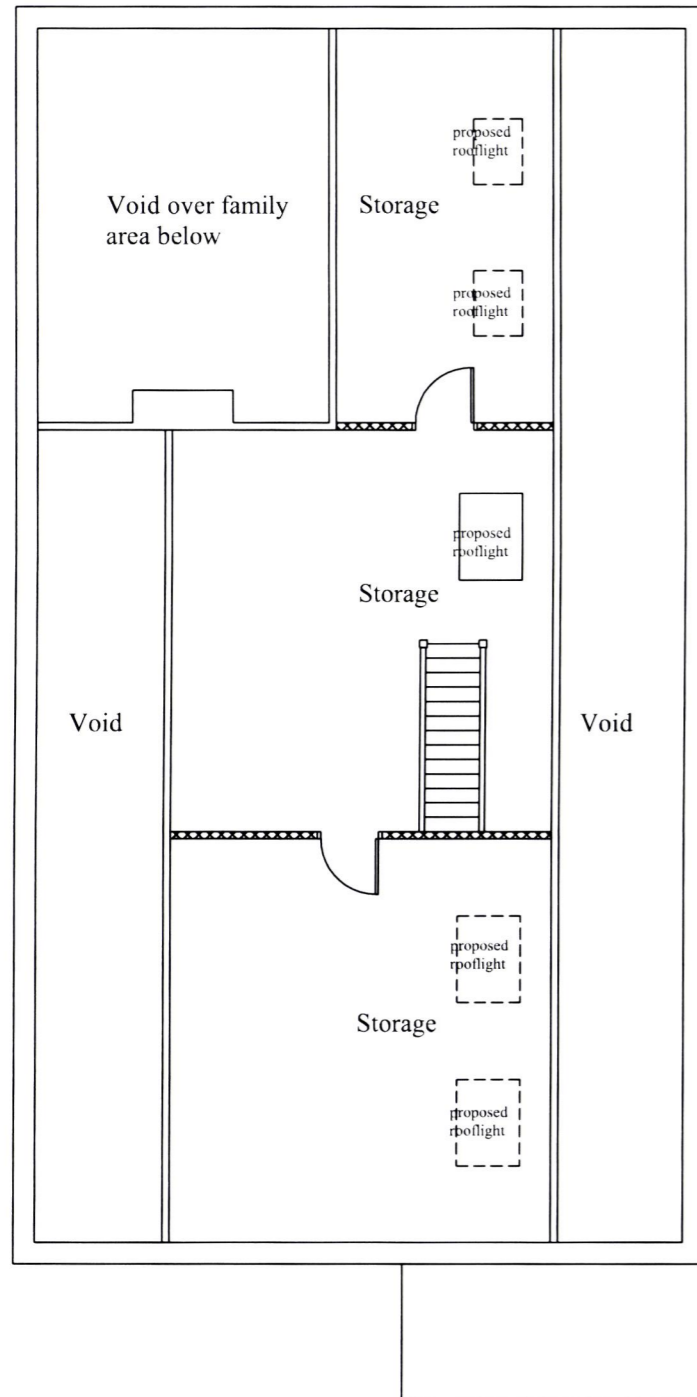 proposed
rooflight
Void over family
area below
Storage
proposed
rooflight
proposed
rooflight
Storage
Void
Void
proposed
rooflight
Storage
proposed
rooflight